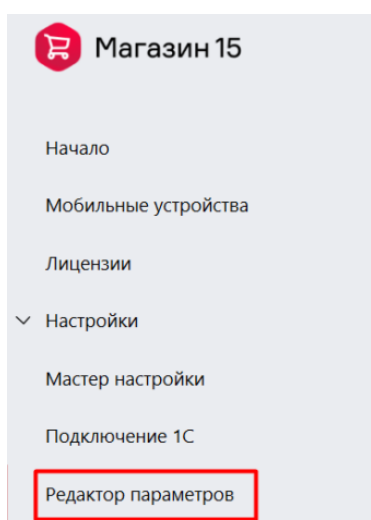 Магазин 15
Начало
Мобильные устройства
Лицензии
Настройки
Мастер настройки
Подключение 1С
Редактор параметров